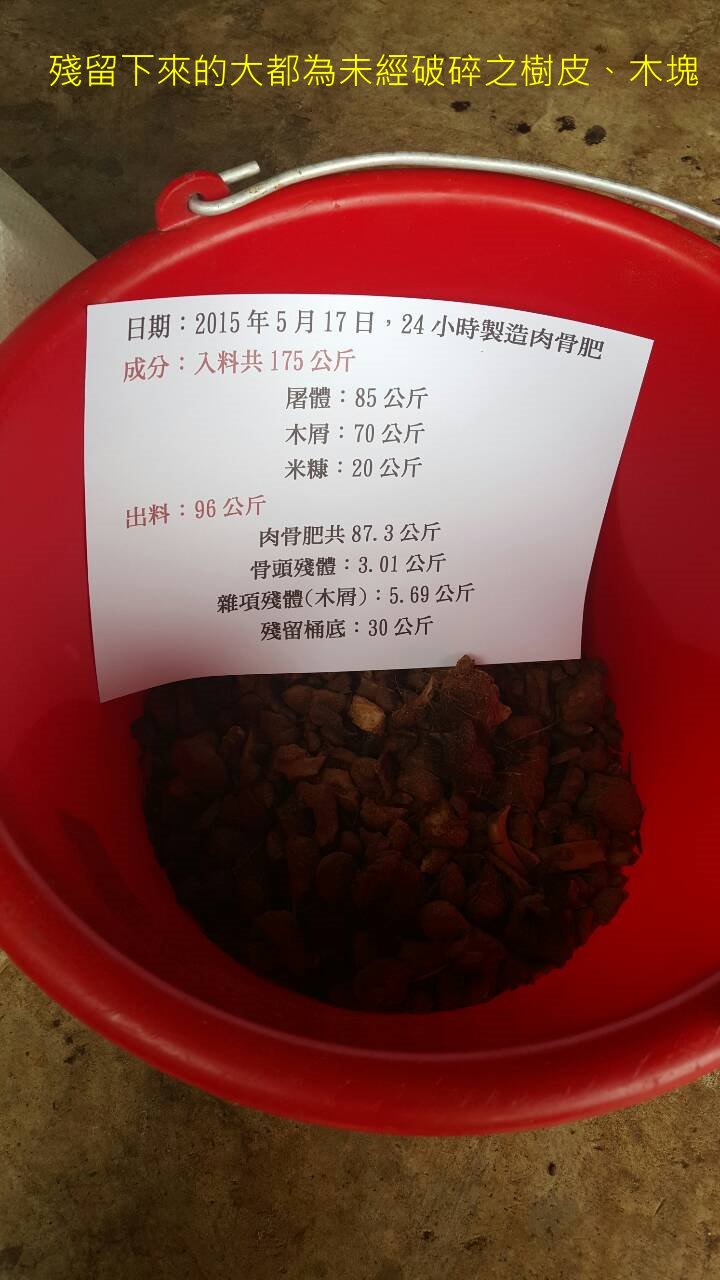 殘留下來的大都為未經破碎之樹皮、木塊
日期：2015年5月17日，24小時製造肉骨肥
成分：入料共175公斤
屠體：85公斤
木屑：70公斤
米糠：20公斤
出料：96公斤
肉骨肥共87.3公斤
骨頭殘體：3.01公斤
雜項殘體(木屑)：5.69公斤
殘留桶底：30公斤